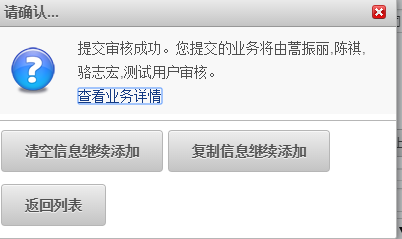 请确认...
提交审核成功。您提交的业务将由蒿振丽,陈祺,
骆志宏,测试用户审核。
查看业务详情
清空信息继续添加
复制信息继续添加
返回列表